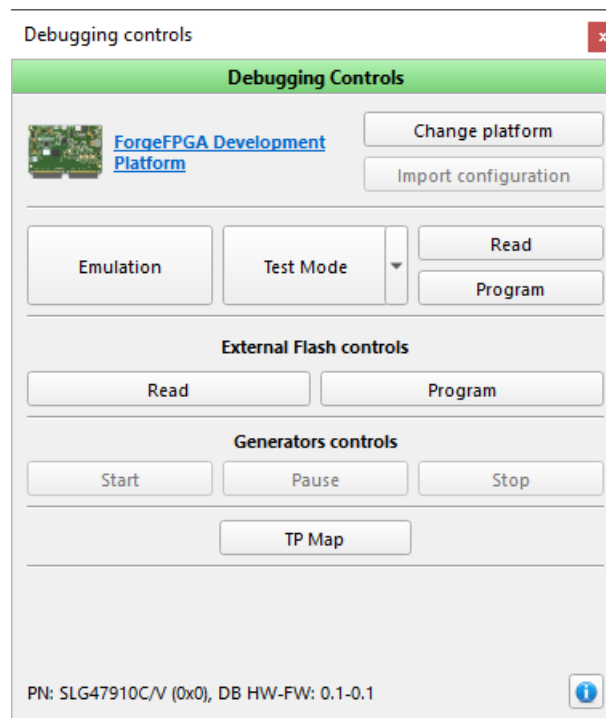 Debugging controls
x
Debugging Controls
ForgeFPGA Development
Platform
Change platform
Import configuration
Emulation
Test Mode
Read
Program
External Flash controls
Read
Program
Generators controls
Start
Pause
Stop
TP Map
PN: SLG47910C/V (0x0), DB HW-FW: 0.1-0.1
i